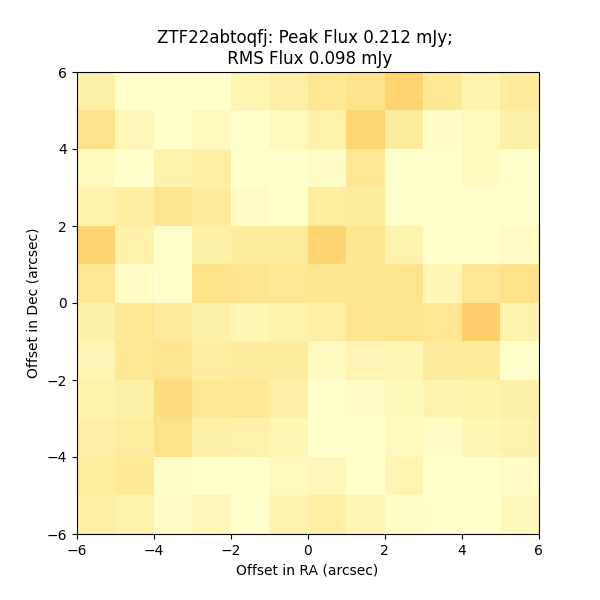 ZTF22abtoqfj: Peak Flux 0.212 mJy;
RMS Flux 0.098 mJy
6
4
2
0
−2
−4
−6
Offset in Dec (arcsec)
−6 −4 −2 0 2 4 6
Offset in RA (arcsec)